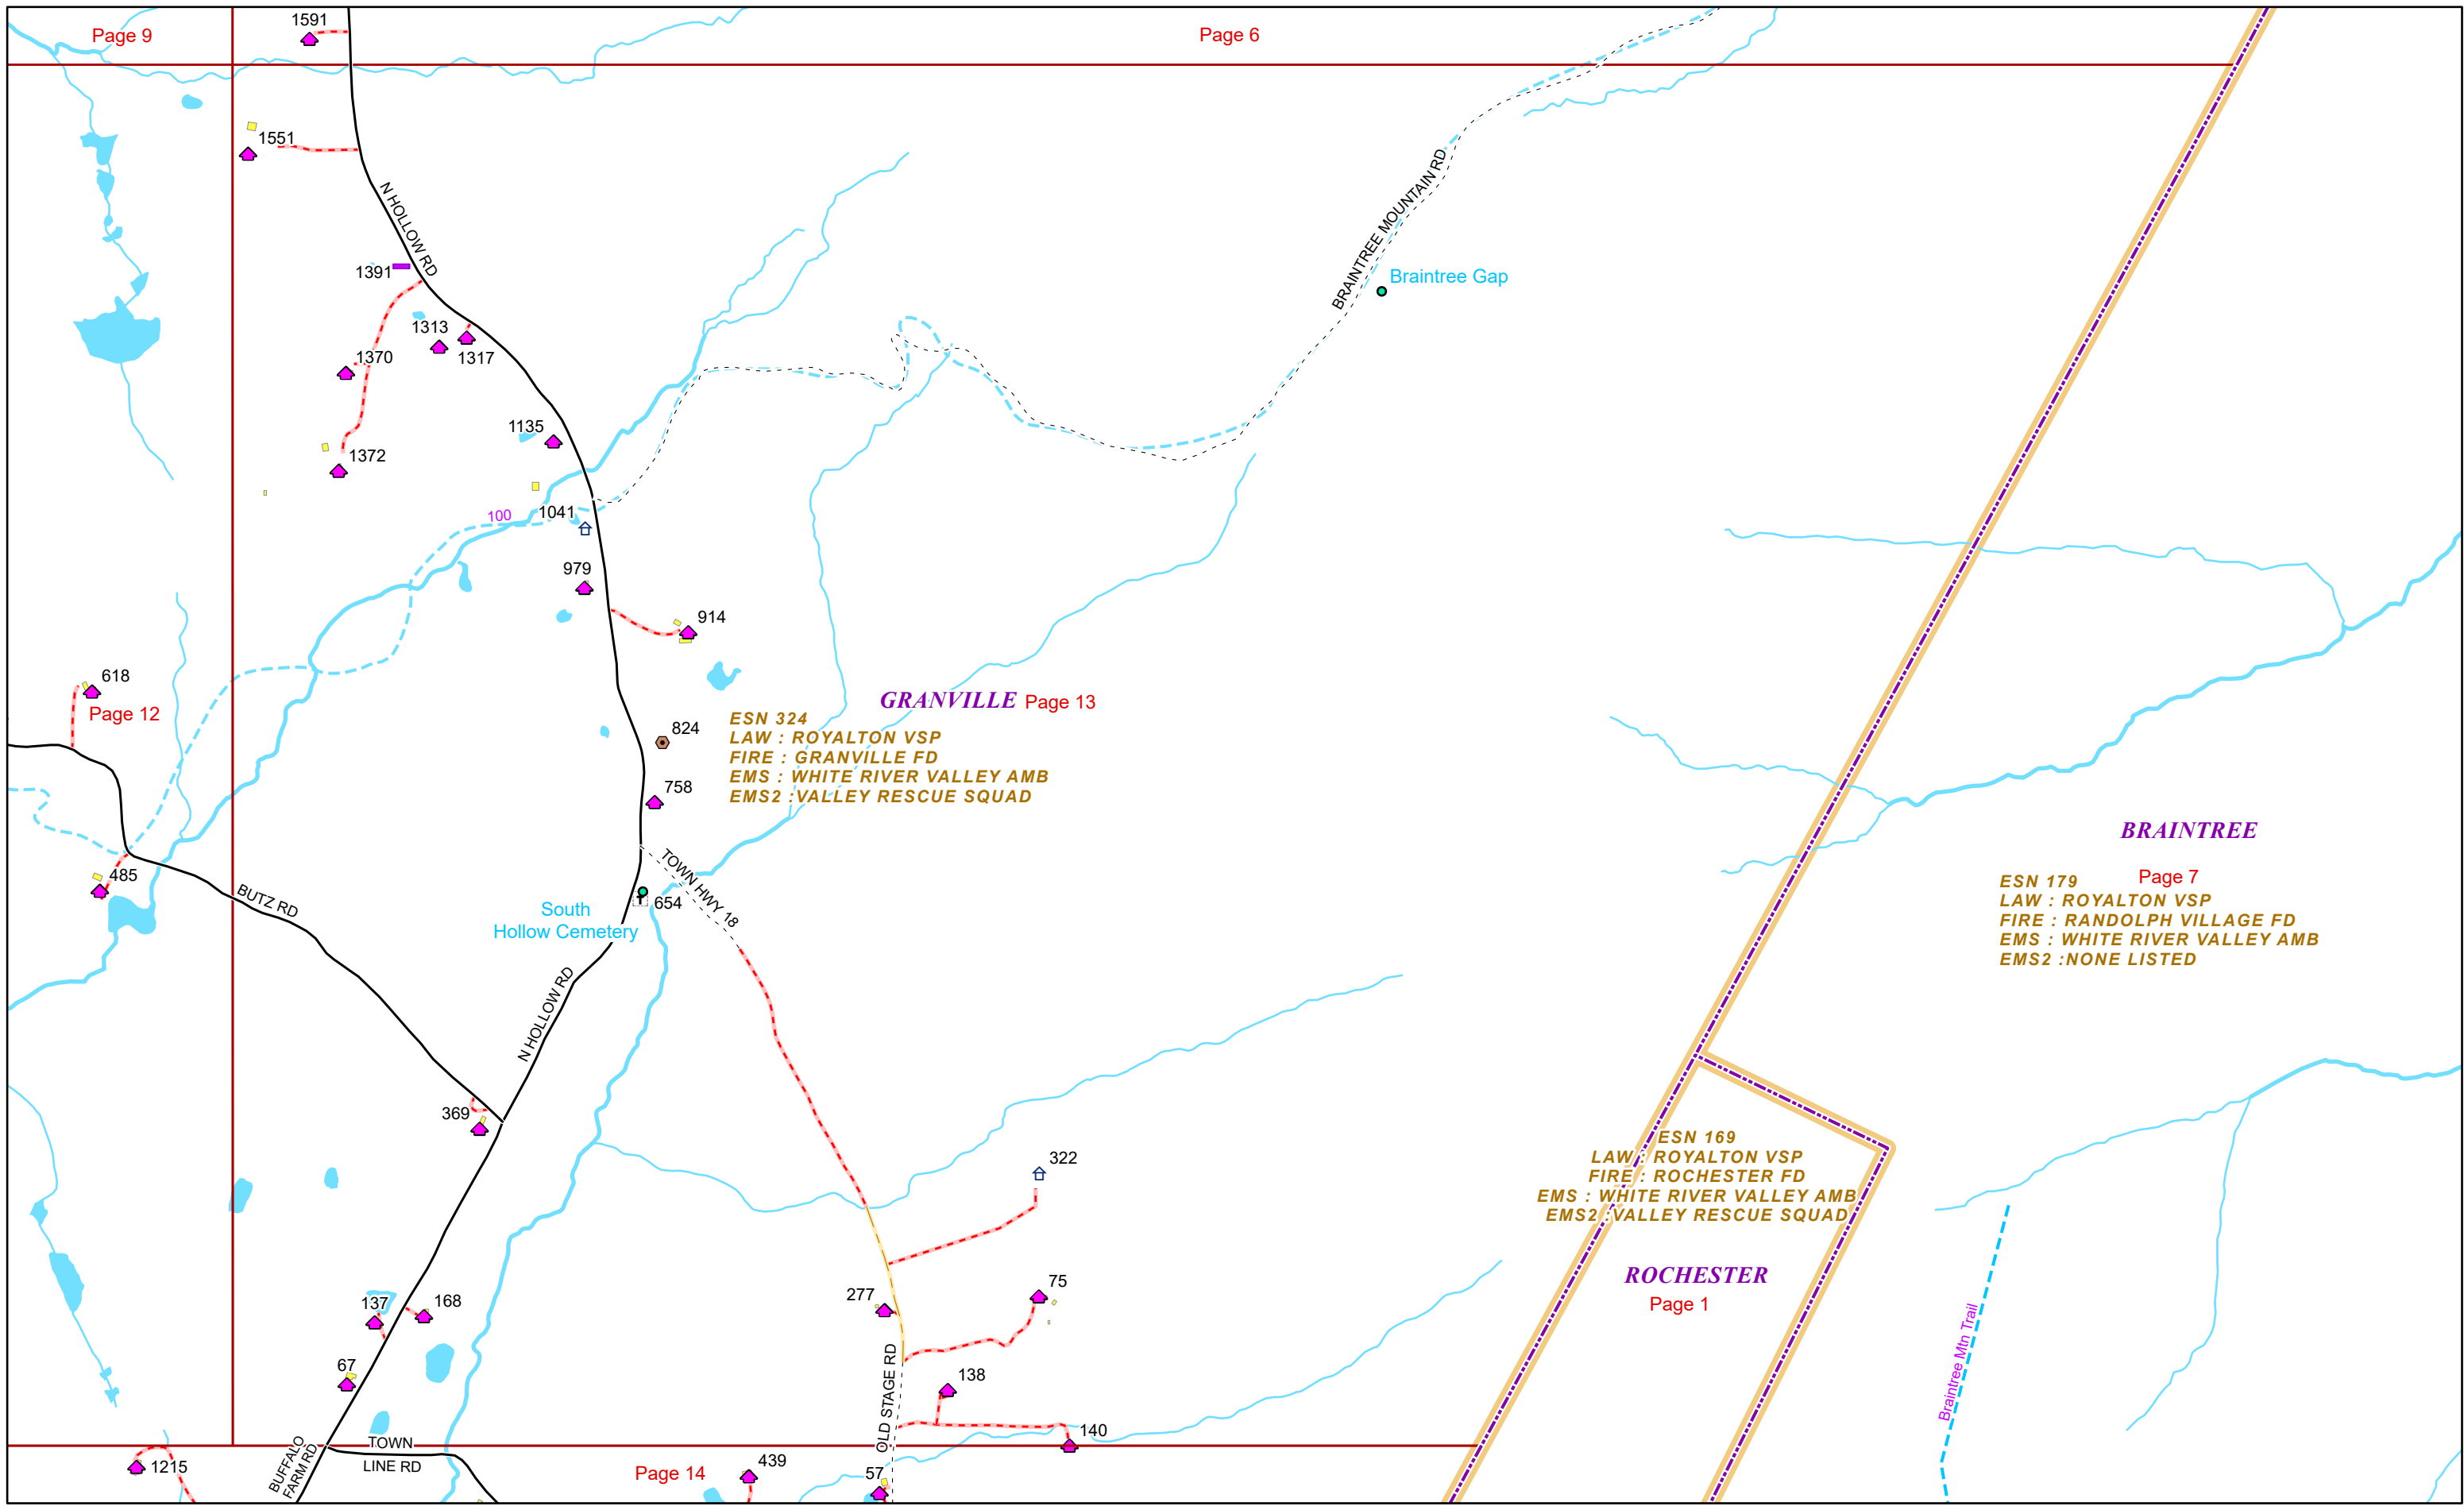 1591
Page 9
Page 6
1551
N HOLLOW RD
BRAINTREE MOUNTAIN RD
1391
Braintree Gap
1313
1317
1370
1135
1372
100
1041
979
914
618
Page 12
GRANVILLE Page 13
ESN 324
LAW : ROYALTON VSP
FIRE : GRANVILLE FD
EMS : WHITE RIVER VALLEY AMB
EMS2 :VALLEY RESCUE SQUAD
824
758
BRAINTREE
Page 7
ESN 179
LAW : ROYALTON VSP
FIRE : RANDOLPH VILLAGE FD
EMS : WHITE RIVER VALLEY AMB
EMS2 :NONE LISTED
485
BUTZ RD
TOWN HWY 18
654
South
Hollow Cemetery
N HOLLOW RD
369
322
ESN 169
LAW : ROYALTON VSP
FIRE : ROCHESTER FD
EMS : WHITE RIVER VALLEY AMB
EMS2 :VALLEY RESCUE SQUAD
ROCHESTER
Page 1
277
75
137
168
67
138
OLD STAGE RD
Braintree Mtn Trail
140
BUFFALO
FARM RD
TOWN
LINE RD
1215
Page 14
439
57